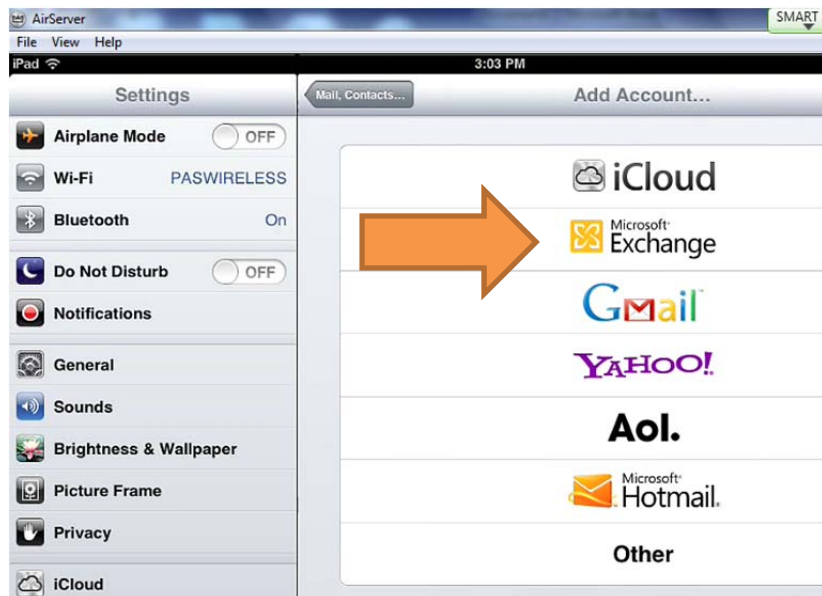 AirServer
SMART
File View Help
iPad
3:03 PM
Settings
Mail, Contacts...
Add Account...
Airplane Mode OFF
Wi-Fi PASWIRELESS
Bluetooth On
Do Not Disturb OFF
Notifications
General
Sounds
Brightness & Wallpaper
Picture Frame
Privacy
iCloud
iCloud
Microsoft
Exchange
Gmail
YAHOO!
Aol.
Microsoft
Hotmail
Other